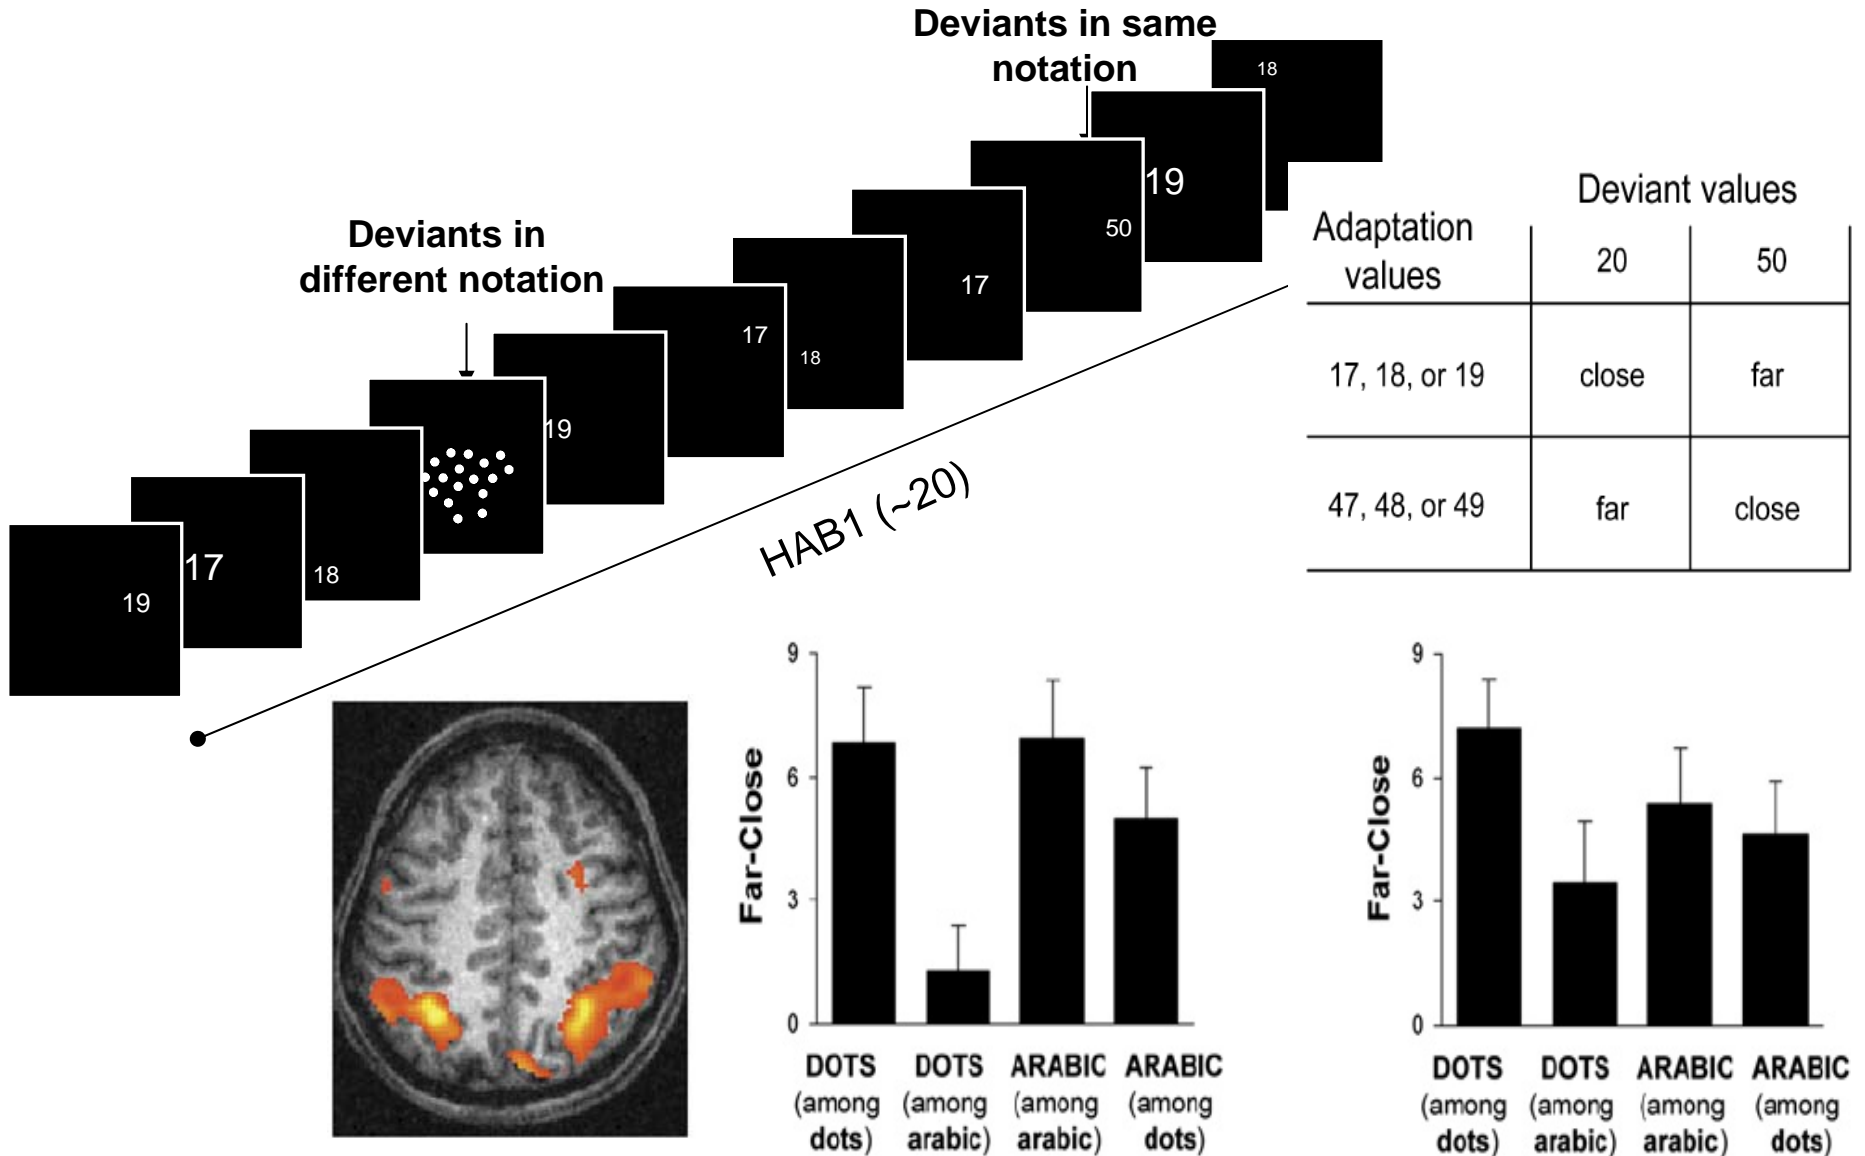 Deviants in same
notation
18
19
50
17
17
18
19
Deviants in
different notation
18
17
19
HAB1 (~20)
Deviant values
Adaptation
values
20
50
17, 18, or 19
close
far
47, 48, or 49
far
close
9
6
3
0
Far-Close
DOTS
(among
dots)
DOTS
(among
arabic)
ARABIC
(among
arabic)
ARABIC
(among
dots)
9
6
3
0
Far-Close
DOTS
(among
dots)
DOTS
(among
arabic)
ARABIC
(among
arabic)
ARABIC
(among
dots)